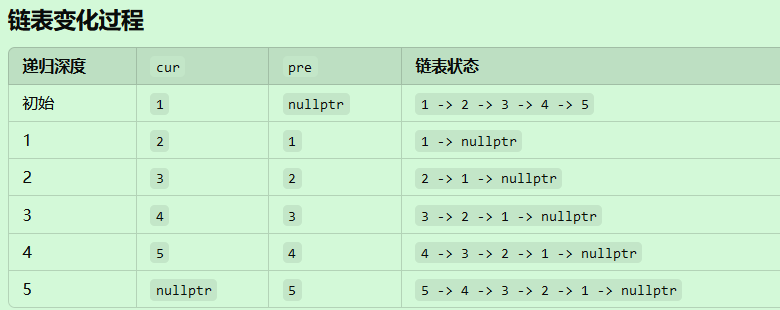 链表变化过程
递归深度 cur pre 链表状态
初始 1 nullptr 1 -> 2 -> 3 -> 4 -> 5
1 2 1 1 -> nullptr
2 3 2 2 -> 1 -> nullptr
3 4 3 3 -> 2 -> 1 -> nullptr
4 5 4 4 -> 3 -> 2 -> 1 -> nullptr
5 nullptr 5 5 -> 4 -> 3 -> 2 -> 1 -> nullptr